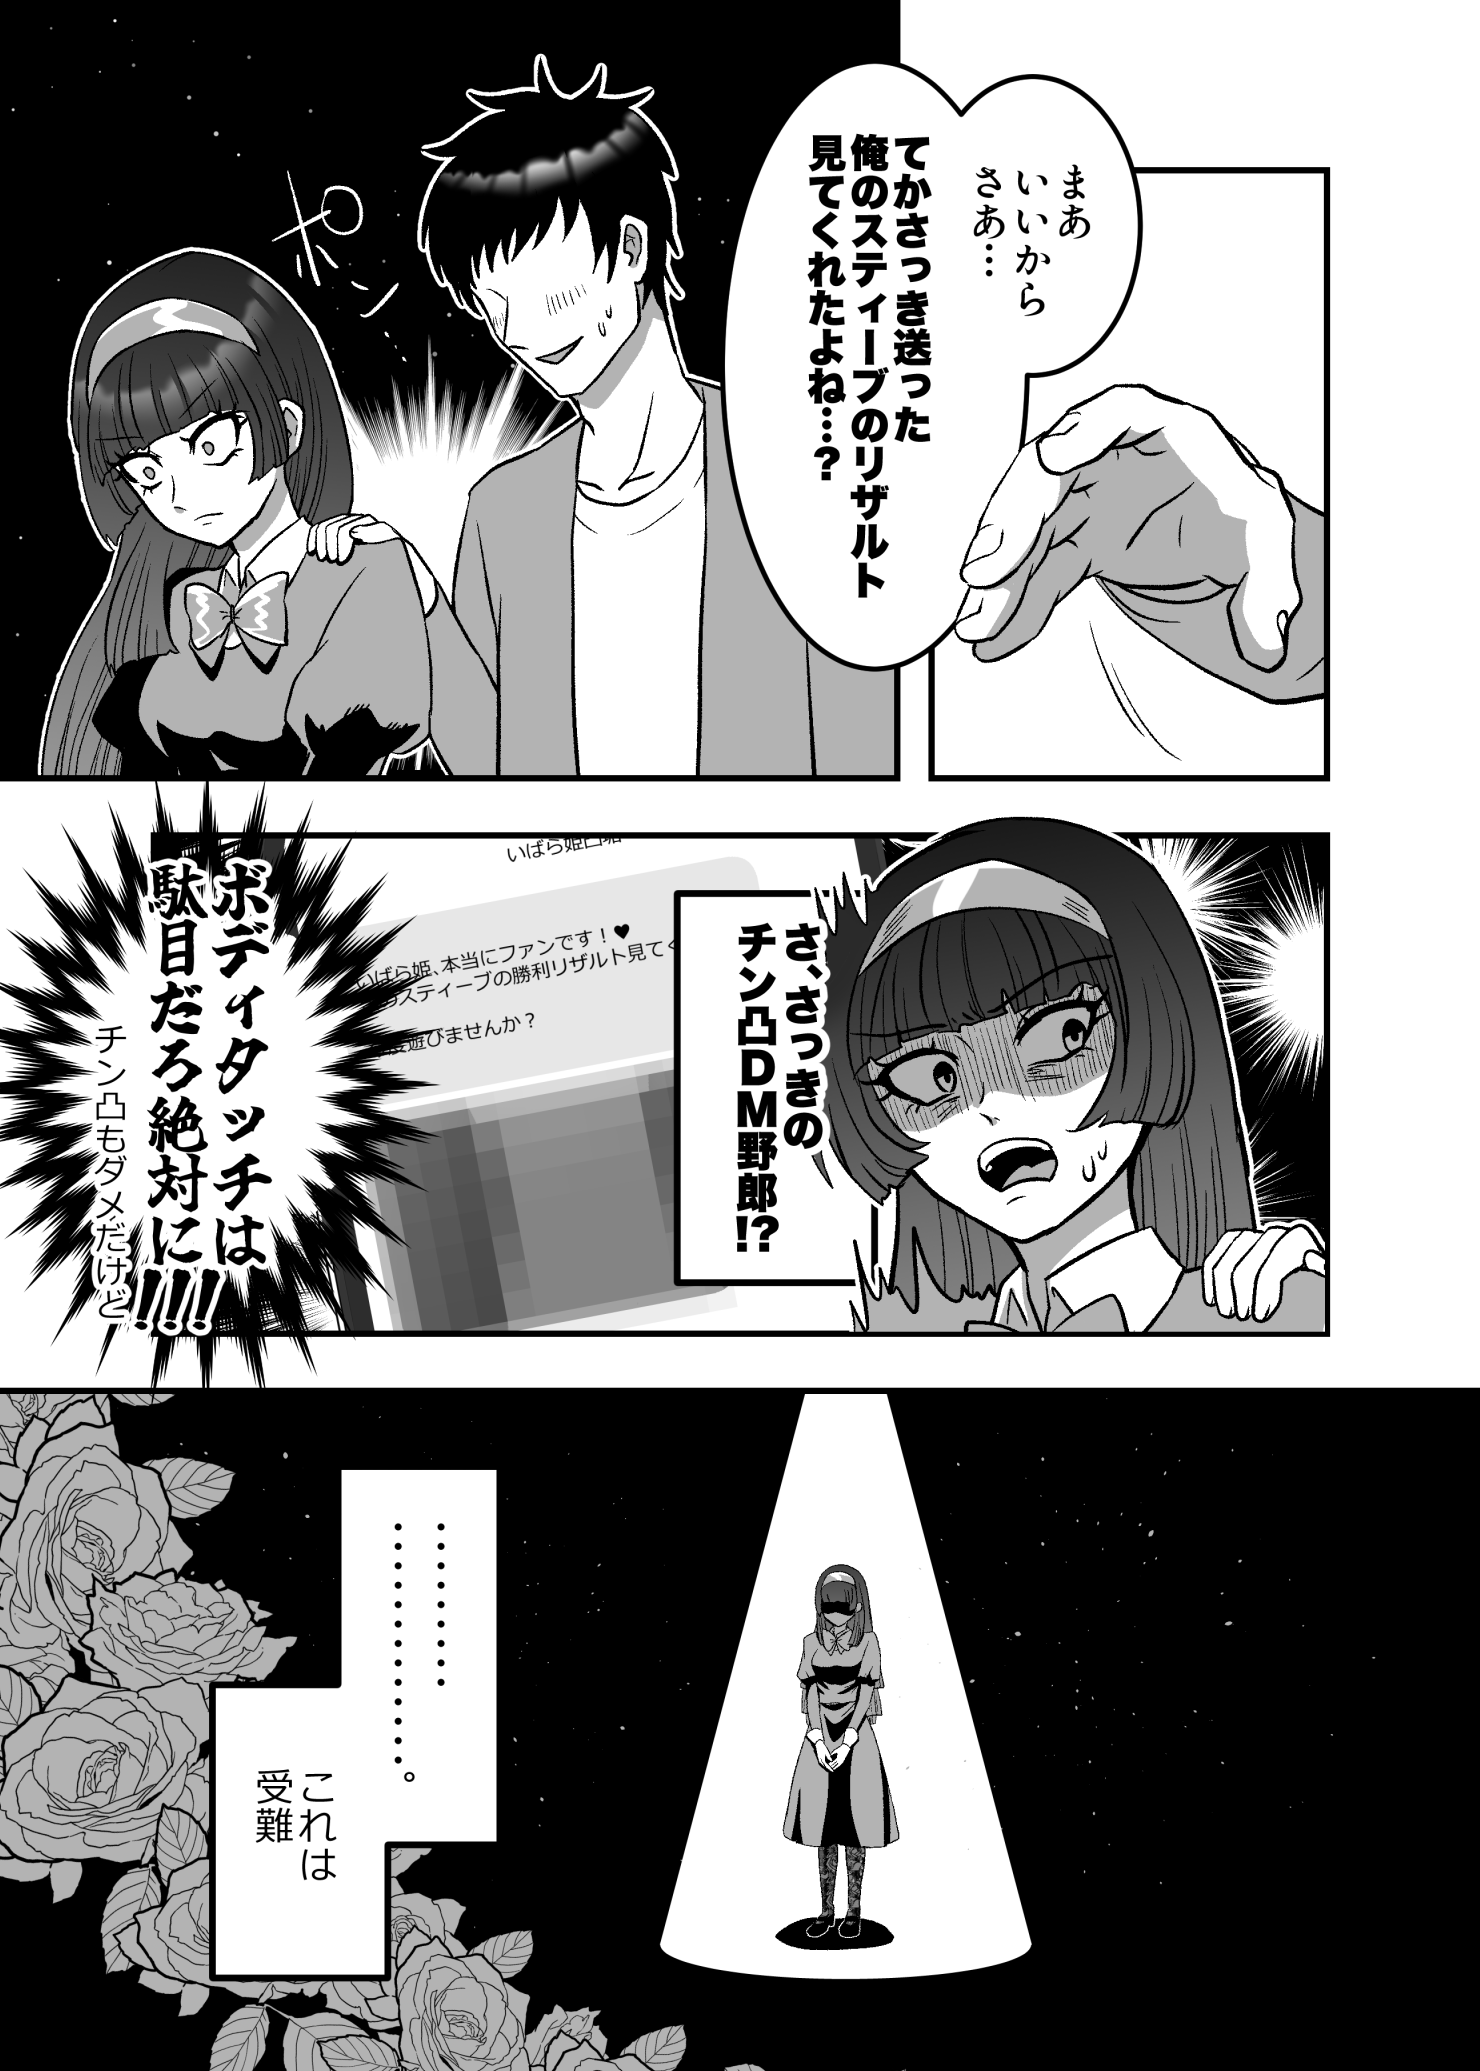 まあ
いいから
さあ…
てかさっき送った
俺のスティーブのリザルト
見てくれたよね…?
ポン
さ、さっきの
チン凸DM野郎!?
いばら姫凸
いばら姫、本当にファンです！♥
スティーブの勝利リザルト見て
遊びませんか？
ボディタッチは
駄目だろ絶対に!!!
チン凸もダメだけど
…………
……………。
これは
受難